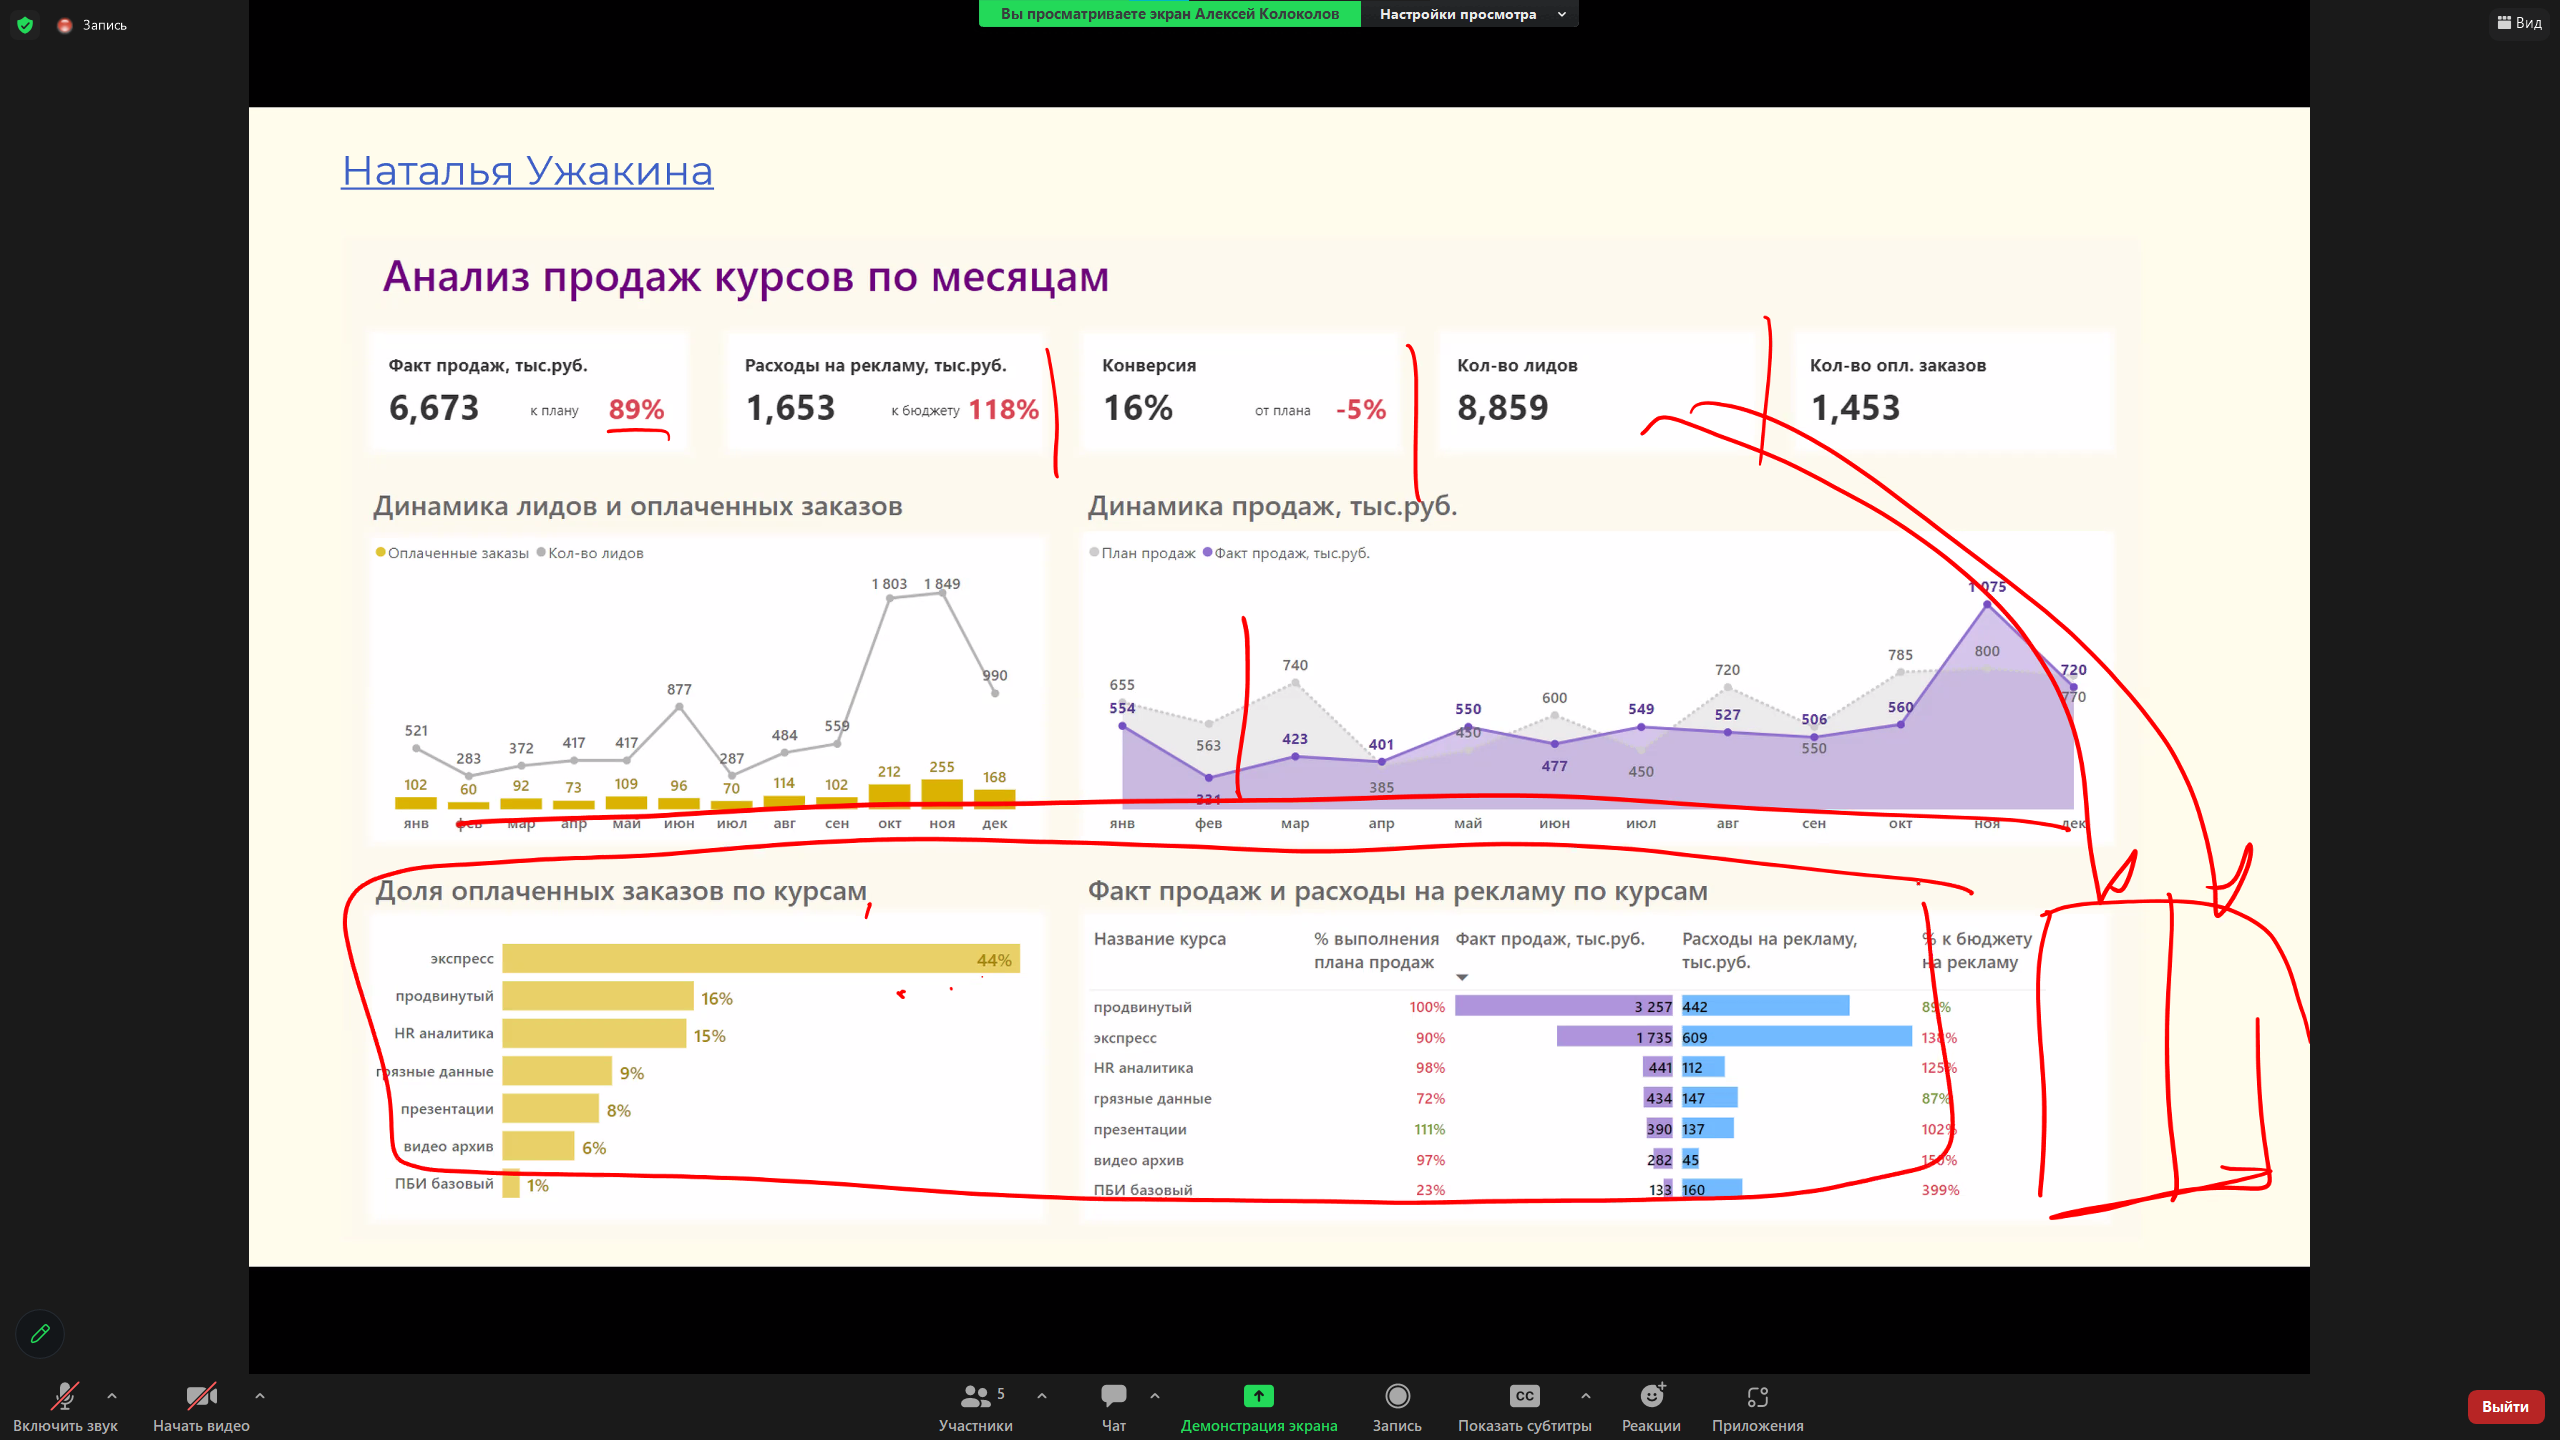 Запись
Вы просматриваете экран Алексей Колоколов
Настройки просмотра
Вид
Наталья Ужакина
Анализ продаж курсов по месяцам
Факт продаж, тыс.руб.
6,673 к плану 89%
Расходы на рекламу, тыс.руб.
1,653 к бюджету 118%
Конверсия
16% от плана -5%
Кол-во лидов
8,859
Кол-во опл. заказов
1,453
Динамика лидов и оплаченных заказов
Оплаченные заказы Кол-во лидов
521 283 372 417 417 877 287 484 559 1 803 1 849 990
102 60 92 73 109 96 70 114 102 212 255 168
янв фев мар апр май июн июл авг сен окт ноя дек
Динамика продаж, тыс.руб.
План продаж Факт продаж, тыс.руб.
655 563 740 385 450 600 450 720 550 785 800 770
554 331 423 401 550 477 549 527 506 560 1 075 720
янв фев мар апр май июн июл авг сен окт ноя дек
Доля оплаченных заказов по курсам
экспресс 44%
продвинутый 16%
HR аналитика 15%
грязные данные 9%
презентации 8%
видео архив 6%
ПБИ базовый 1%
Факт продаж и расходы на рекламу по курсам
Название курса % выполнения Факт продаж, тыс.руб. Расходы на рекламу, % к бюджету
плана продаж тыс.руб. на рекламу
продвинутый 100% 3 257 442 89%
экспресс 90% 1 735 609 138%
HR аналитика 98% 441 112 125%
грязные данные 72% 434 147 87%
презентации 111% 390 137 102%
видео архив 97% 282 45 150%
ПБИ базовый 23% 133 160 399%
Включить звук
Начать видео
5
Участники
Чат
Демонстрация экрана
Запись
CC
Показать субтитры
Реакции
Приложения
Выйти